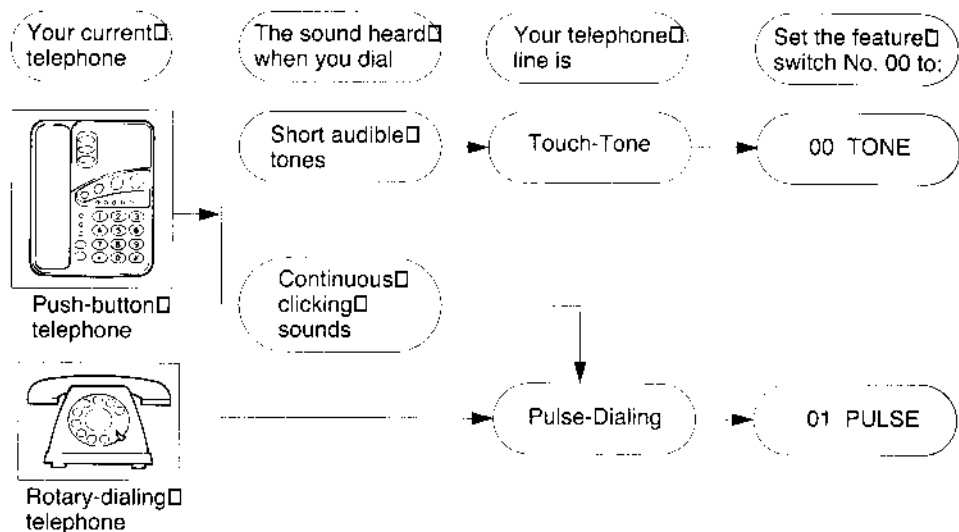 Your current
telephone
The sound heard
when you dial
Your telephone
line is
Set the feature
switch No. 00 to:
Short audible
tones
Touch-Tone
00 TONE
Push-button
telephone
Continuous
clicking
sounds
Pulse-Dialing
01 PULSE
Rotary-dialing
telephone